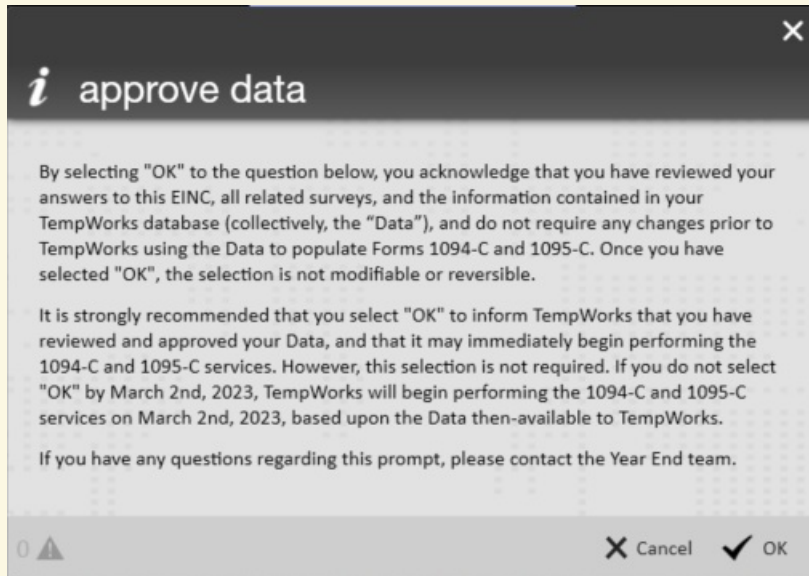 i approve data
By selecting "OK" to the question below, you acknowledge that you have reviewed your
answers to this EINC, all related surveys, and the information contained in your
TempWorks database (collectively, the “Data”), and do not require any changes prior to
TempWorks using the Data to populate Forms 1094-C and 1095-C. Once you have
selected "OK", the selection is not modifiable or reversible.
It is strongly recommended that you select "OK" to inform TempWorks that you have
reviewed and approved your Data, and that it may immediately begin performing the
1094-C and 1095-C services. However, this selection is not required. If you do not select
"OK" by March 2nd, 2023, TempWorks will begin performing the 1094-C and 1095-C
services on March 2nd, 2023, based upon the Data then-available to TempWorks.
If you have any questions regarding this prompt, please contact the Year End team.
0 Cancel OK